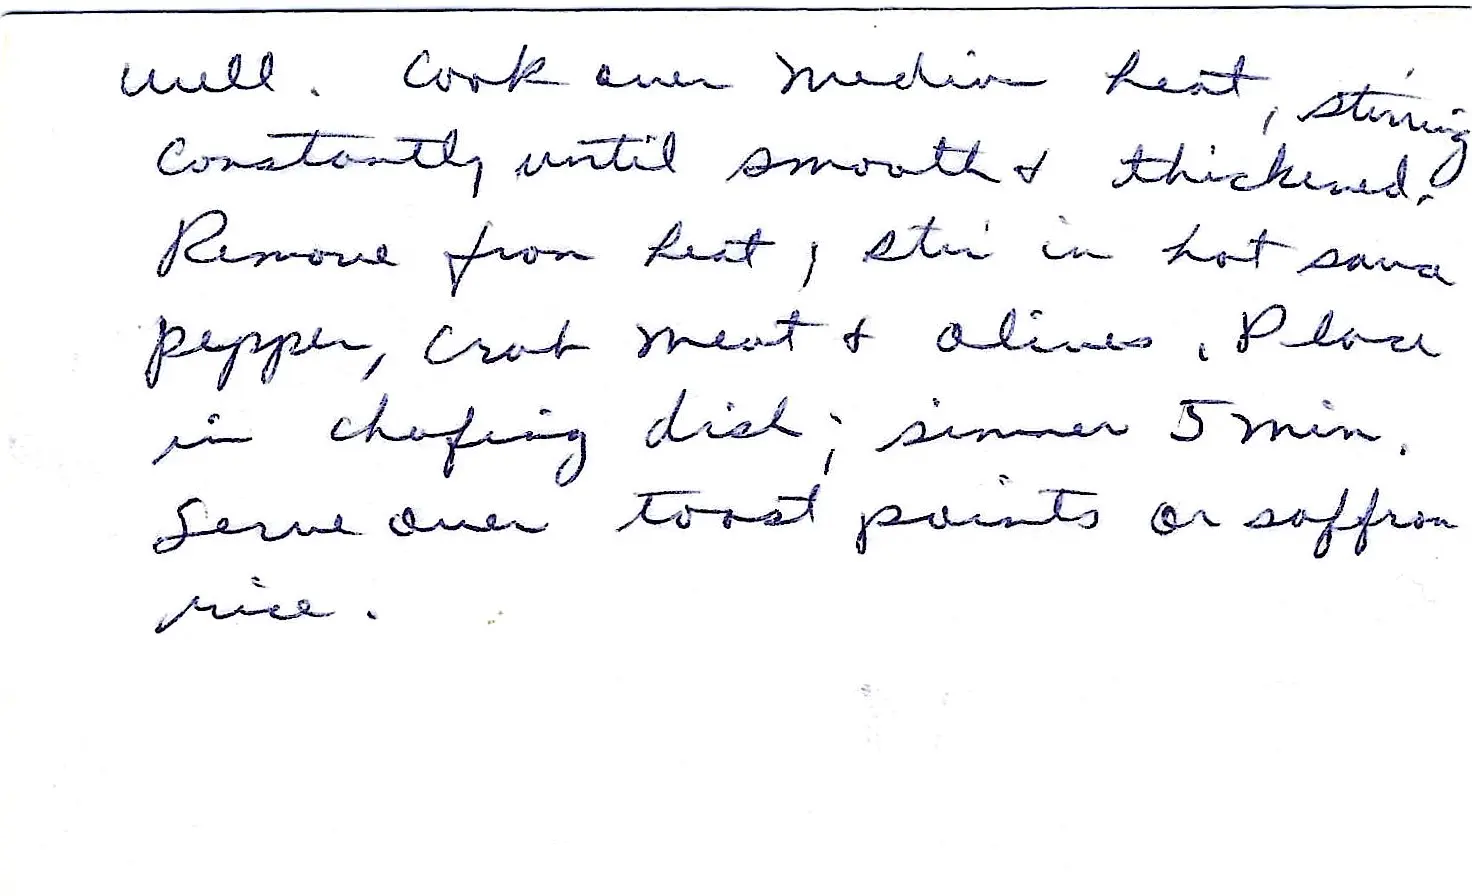 well. Cook over medium heat, stirring
constantly until smooth & thickened.
Remove from heat, stir in hot sauce
pepper, crab meat & olives. Place
in chafing dish; simmer 5 min.
Serve over toast points or saffron
rice.